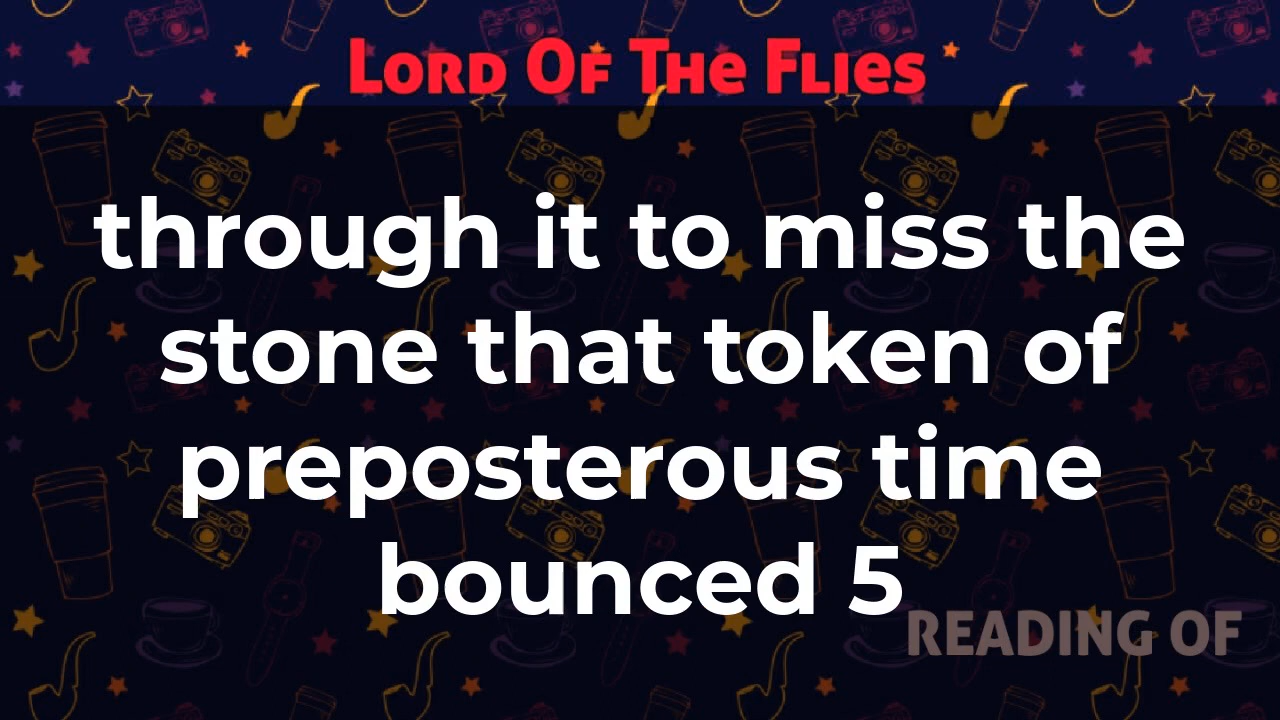 Lord Of The Flies
through it to miss the
stone that token of
preposterous time
bounced 5
READING OF